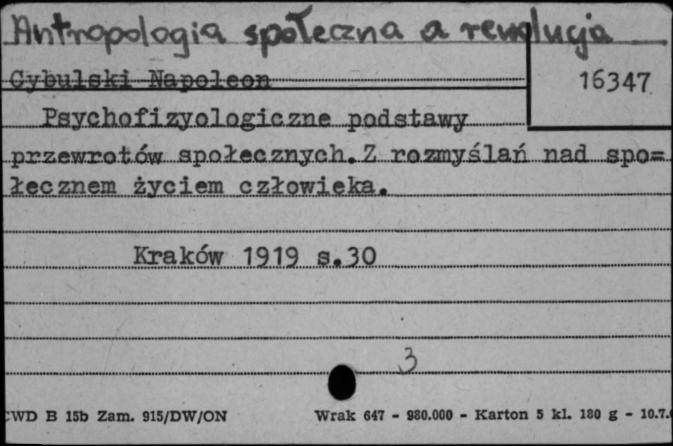 Antropologia społeczna a rewolucja
Cybulski Napoleon
16347
Psychofizyologiczne podstawy
przewrotów społecznych.Z rozmyślań nad spo=
łecznem życiem człowieka.
Kraków 1919 s.30
3
CWD B 15b Zam. 915/DW/ON Wrak 647 - 980.000 - Karton 5 kl. 180 g - 10.7.